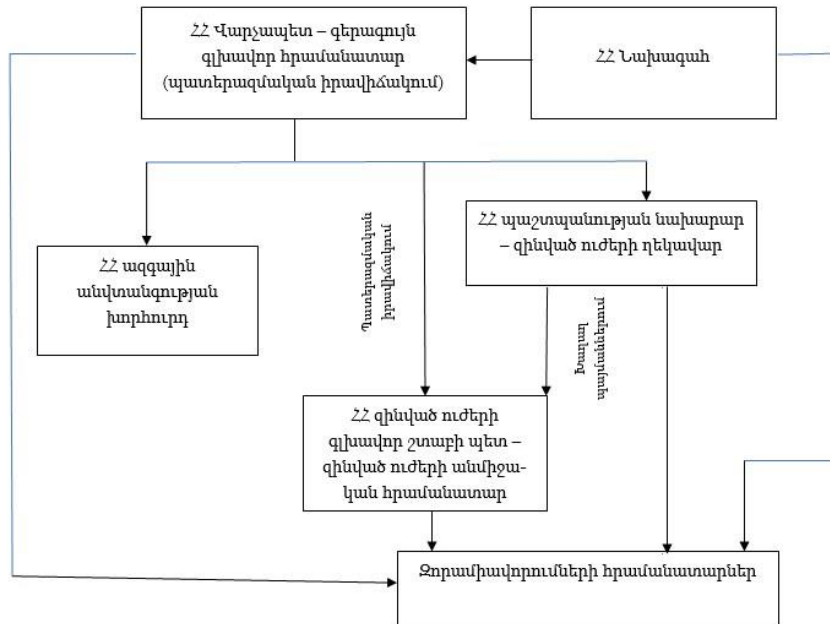 ՀՀ Վարչապետ – գերագույն
գլխավոր հրամանատար
(պատերազմական իրավիճակում)
ՀՀ Նախագահ
ՀՀ ազգային
անվտանգության
խորհուրդ
Պատերազմական
իրավիճակում
ՀՀ պաշտպանության նախարար
– զինված ուժերի ղեկավար
Խաղաղ
պայմաններում
ՀՀ զինված ուժերի
գլխավոր շտաբի պետ –
զինված ուժերի անմիջա-
կան հրամանատար
Զորամիավորումների հրամանատարներ